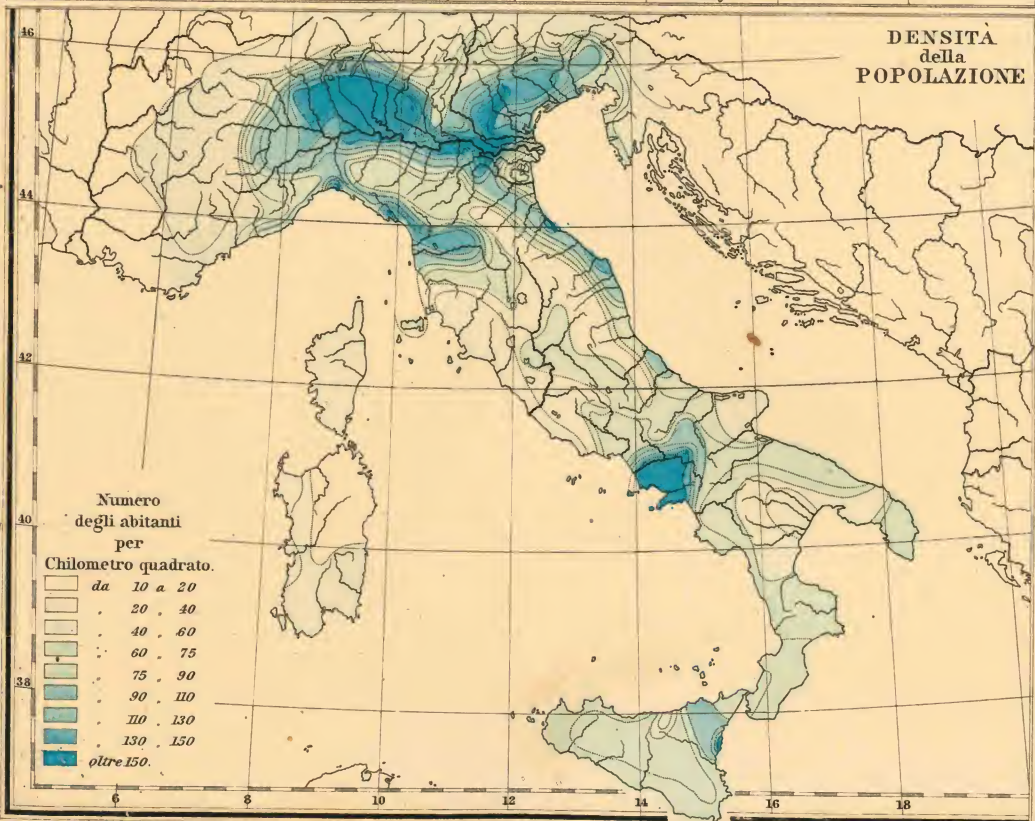 DENSITÀ
della
POPOLAZIONE
46
44
42
40
38
Numero
degli abitanti
per
Chilometro quadrato.
da 10 a 20
" 20 " 40
" 40 " 60
" 60 " 75
" 75 " 90
" 90 " 110
" 110 " 130
" 130 " 150
oltre 150.
6 8 10 12 14 16 18